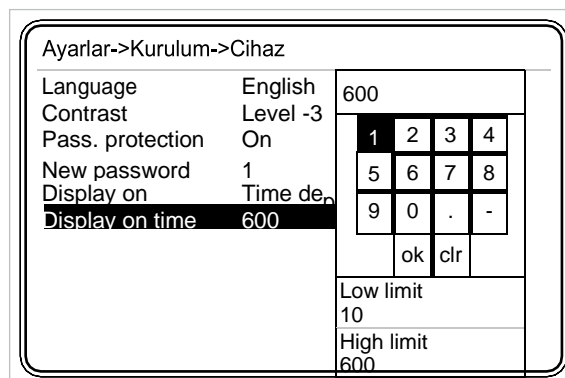 Ayarlar->Kurulum->Cihaz
Language English
Contrast Level -3
Pass. protection On
New password 1
Display on Time dep
Display on time 600
600
1 2 3 4
5 6 7 8
9 0 . -
ok clr
Low limit
10
High limit
600